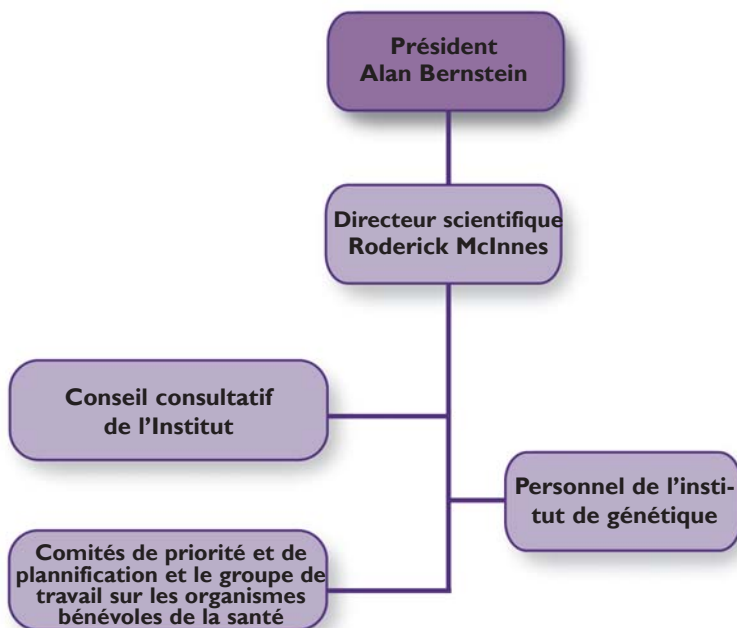 Président
Alan Bernstein
Directeur scientifique
Roderick McInnes
Conseil consultatif
de l'Institut
Personnel de l'insti-
tut de génétique
Comités de priorité et de
plannification et le groupe de
travail sur les organismes
bénévoles de la santé